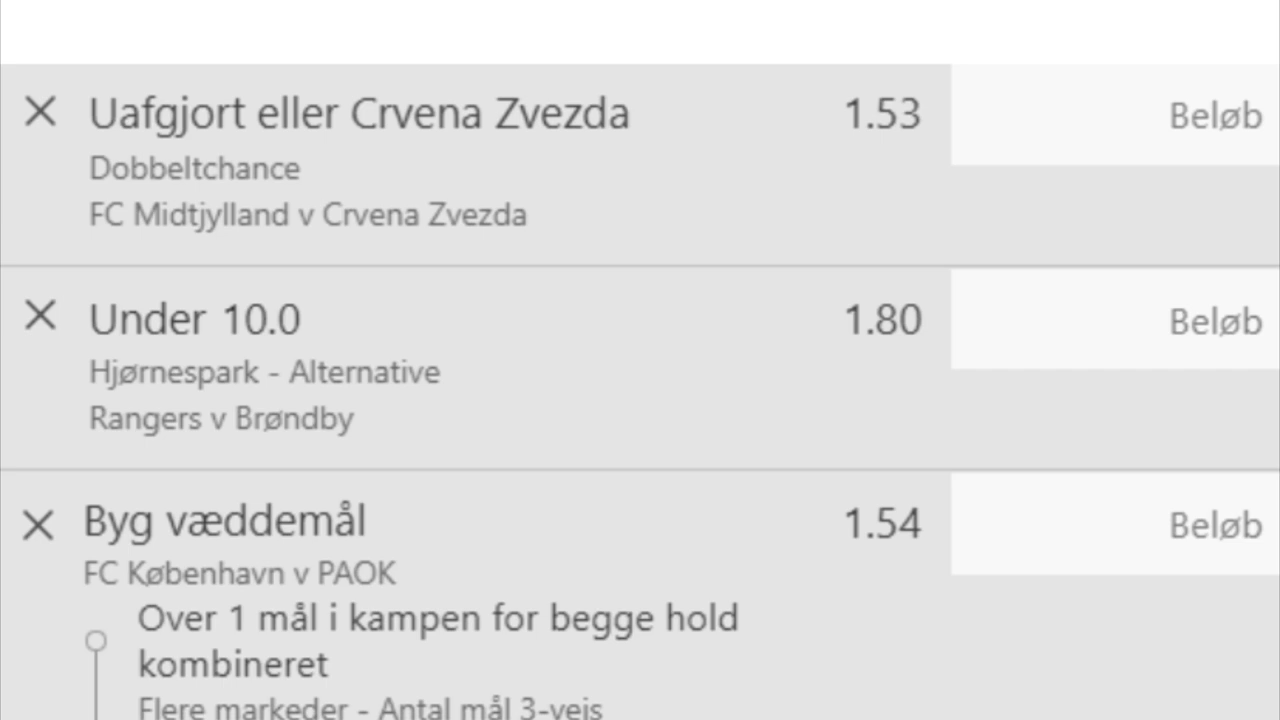 Uafgjort eller Crvena Zvezda 1.53 Beløb
Dobbeltchance
FC Midtjylland v Crvena Zvezda
Under 10.0 1.80 Beløb
Hjørnespark - Alternative
Rangers v Brøndby
Byg væddemål 1.54 Beløb
FC København v PAOK
Over 1 mål i kampen for begge hold
kombineret
Flere markeder - Antal mål 3-vejs